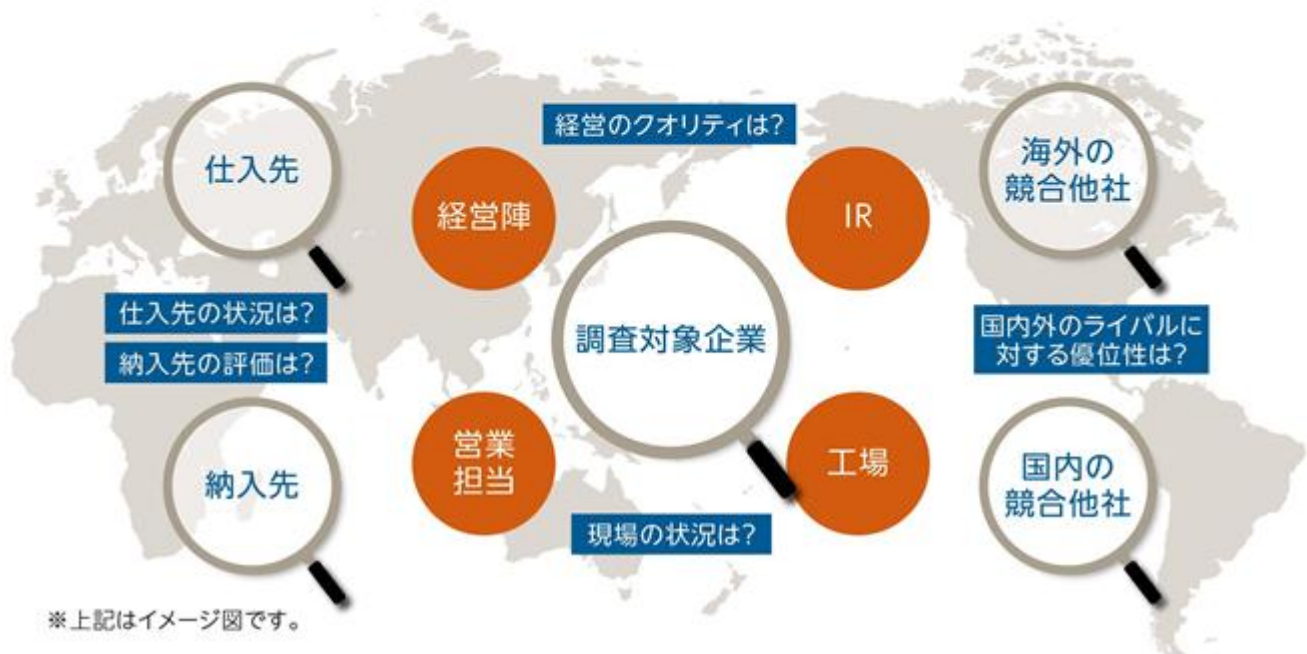 経営のクオリティは?
仕入先
経営陣
IR
海外の
競合他社
調査対象企業
仕入先の状況は?
納入先の評価は?
国内外のライバルに
対する優位性は?
納入先
営業
担当
工場
国内の
競合他社
現場の状況は?
※上記はイメージ図です。